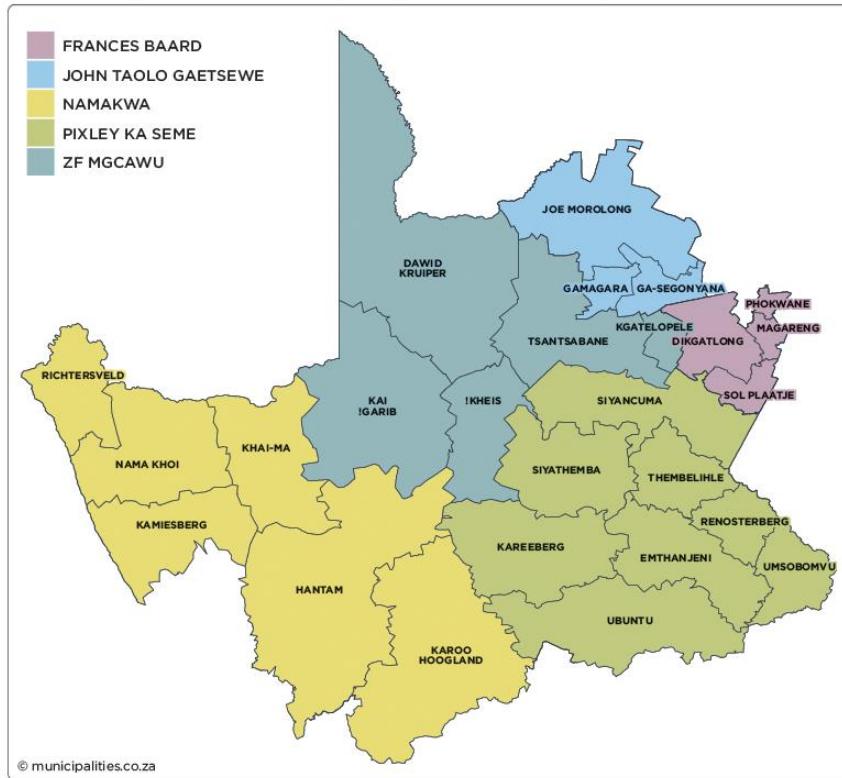 FRANCES BAARD
JOHN TAOLO GAETSEWE
NAMAKWA
PIXLEY KA SEME
ZF MGCAWU
JOE MOROLONG
DAWID
KRUIPER
GAMAGARA
GA-SEGONYANA
PHOKWANE
KGATELOPELE
MAGARENG
TSANTSABANE
DIKGATLONG
RICHTERSVELD
SOL PLAATJE
KAI
!GARIB
!KHEIS
SIYANCUMA
KHAI-MA
NAMA KHOI
SIYATHEMBA
THEMBELIHLE
KAMIESBERG
RENOSTERBERG
KAREEBERG
EMTHANJENI
UMSOBOMVU
HANTAM
UBUNTU
KAROO
HOOGLAND
© municipalities.co.za